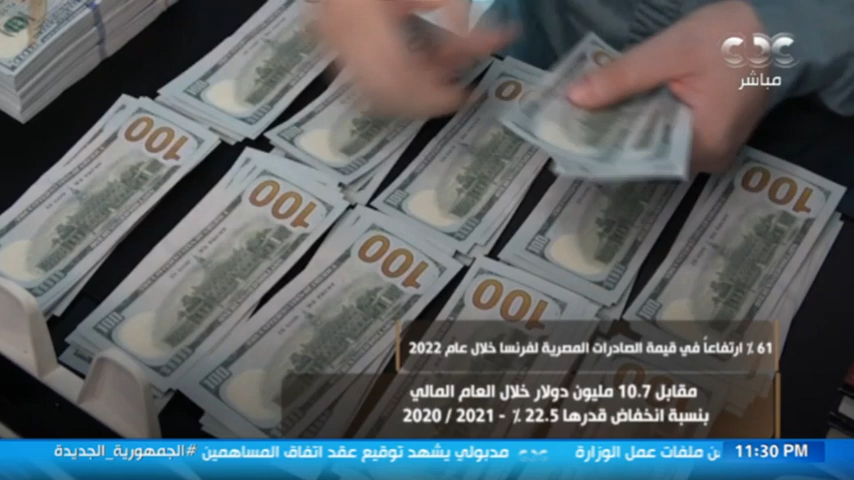 CBC
مباشر
100
100
100
100
100
100
61 ٪ ارتفاعاً في قيمة الصادرات المصرية لفرنسا خلال عام 2022
مقابل 10.7 مليون دولار خلال العام المالي
2020 / 2021 - بنسبة انخفاض قدرها 22.5 ٪
11:30 PM
ملفات عمل الوزارة CBC مدبولي يشهد توقيع عقد اتفاق المساهمين #الجمهورية_الجديدة